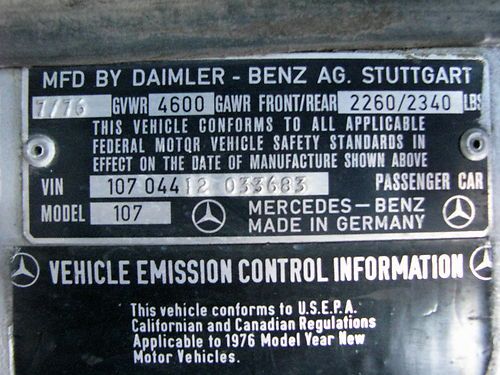 MFD BY DAIMLER - BENZ AG. STUTTGART
7/76 GVWR 4600 GAWR FRONT/REAR 2260/2340 LBS
THIS VEHICLE CONFORMS TO ALL APPLICABLE
FEDERAL MOTOR VEHICLE SAFETY STANDARDS IN
EFFECT ON THE DATE OF MANUFACTURE SHOWN ABOVE
VIN 107 044 12 033683 PASSENGER CAR
MODEL 107 MERCEDES-BENZ
MADE IN GERMANY
VEHICLE EMISSION CONTROL INFORMATION
This vehicle conforms to U.S.E.P.A.
Californian and Canadian Regulations
Applicable to 1976 Model Year New
Motor Vehicles.